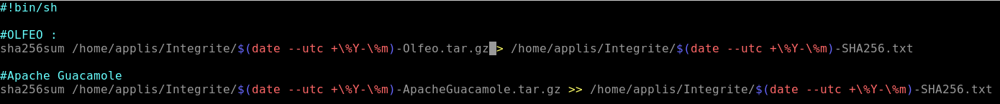 #!bin/sh
#OLFEO :
sha256sum /home/applis/Integrite/$(date --utc +\%Y-\%m)-Olfeo.tar.gz > /home/applis/Integrite/$(date --utc +\%Y-\%m)-SHA256.txt
#Apache Guacamole
sha256sum /home/applis/Integrite/$(date --utc +\%Y-\%m)-ApacheGuacamole.tar.gz >> /home/applis/Integrite/$(date --utc +\%Y-\%m)-SHA256.txt